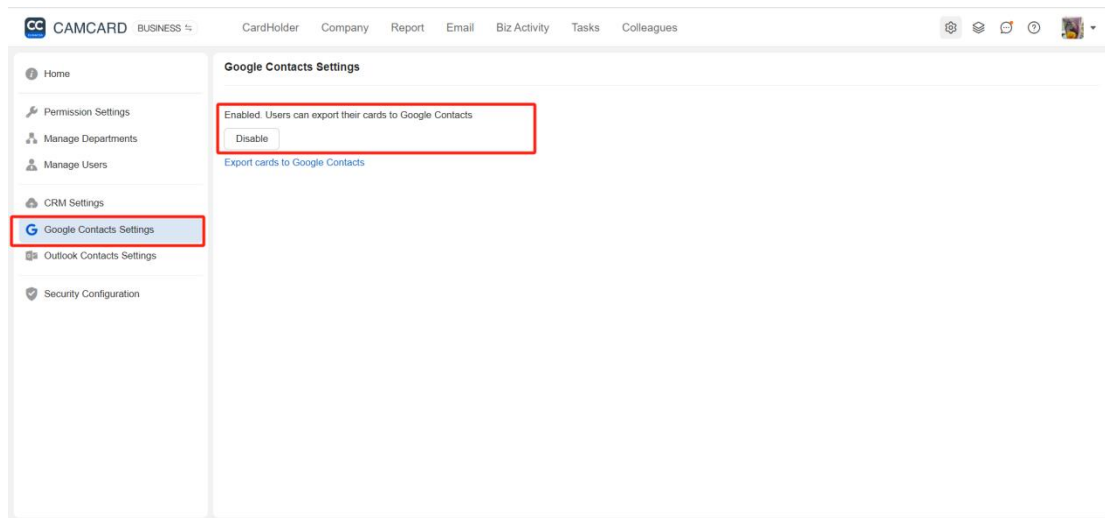 CC CAMCARD BUSINESS CardHolder Company Report Email Biz Activity Tasks Colleagues
Home
Permission Settings
Manage Departments
Manage Users
CRM Settings
Google Contacts Settings
Outlook Contacts Settings
Security Configuration
Google Contacts Settings
Enabled. Users can export their cards to Google Contacts
Disable
Export cards to Google Contacts